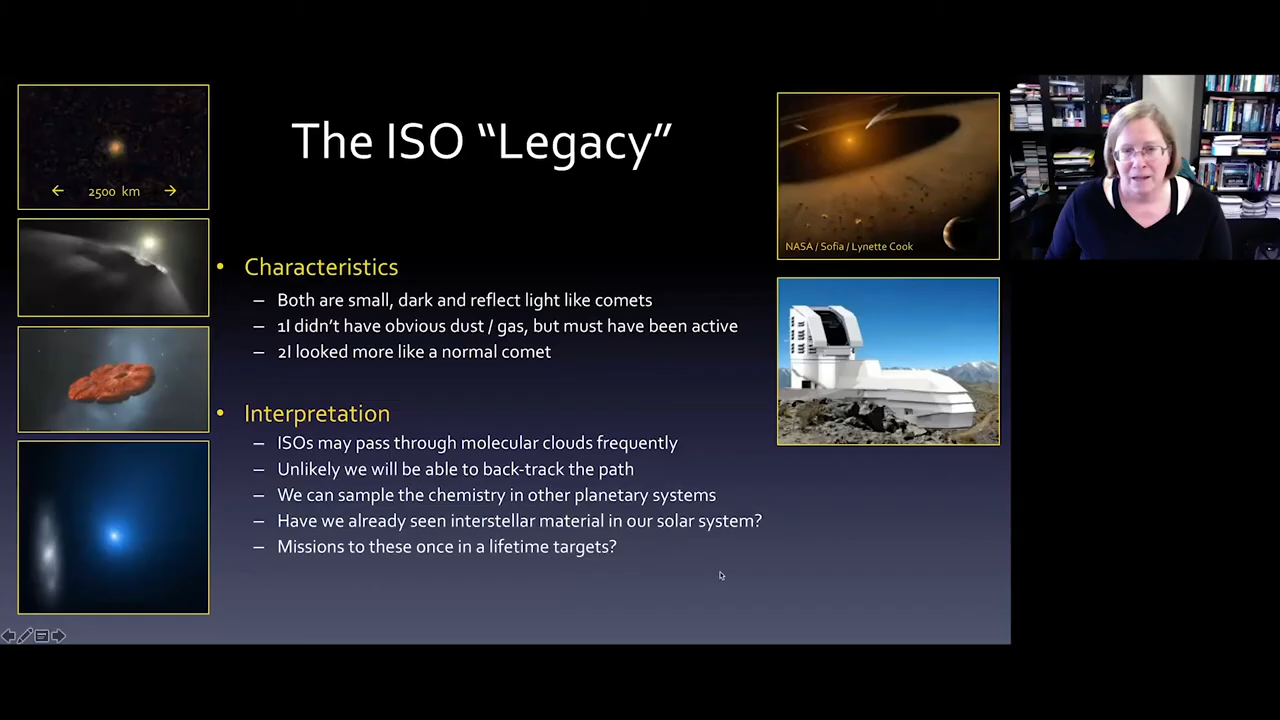 The ISO “Legacy”
← 2500 km →
NASA / Sofia / Lynette Cook
• Characteristics
– Both are small, dark and reflect light like comets
– 1I didn’t have obvious dust / gas, but must have been active
– 2I looked more like a normal comet
• Interpretation
– ISOs may pass through molecular clouds frequently
– Unlikely we will be able to back-track the path
– We can sample the chemistry in other planetary systems
– Have we already seen interstellar material in our solar system?
– Missions to these once in a lifetime targets?